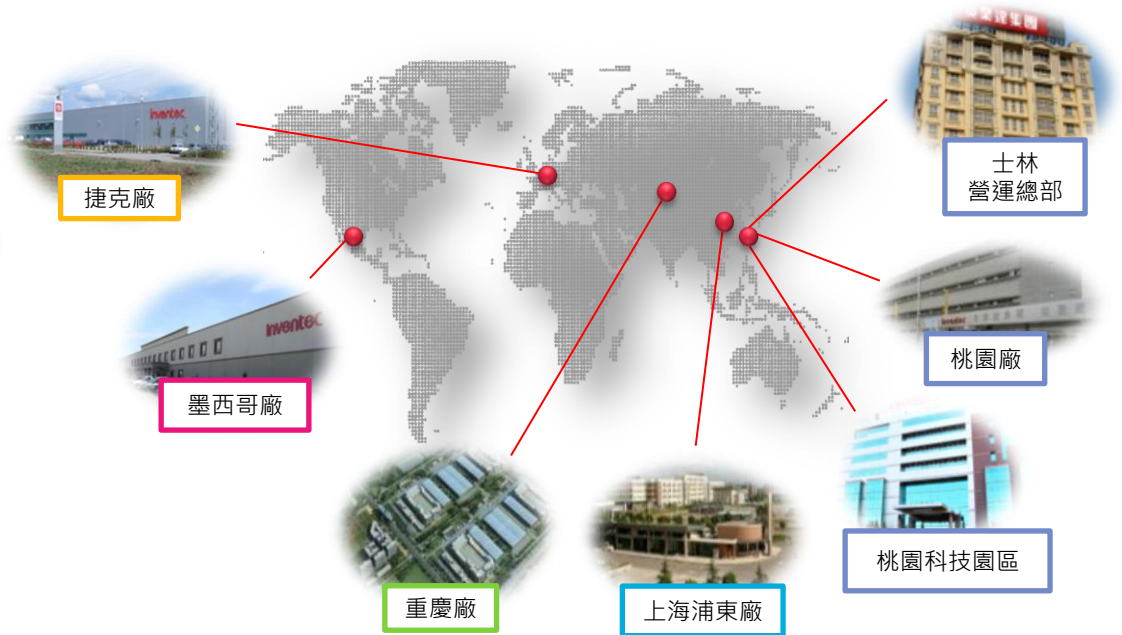 inventec
捷克廠
士林
營運總部
inventec
桃園廠
inventec
墨西哥廠
桃園科技園區
重慶廠
上海浦東廠